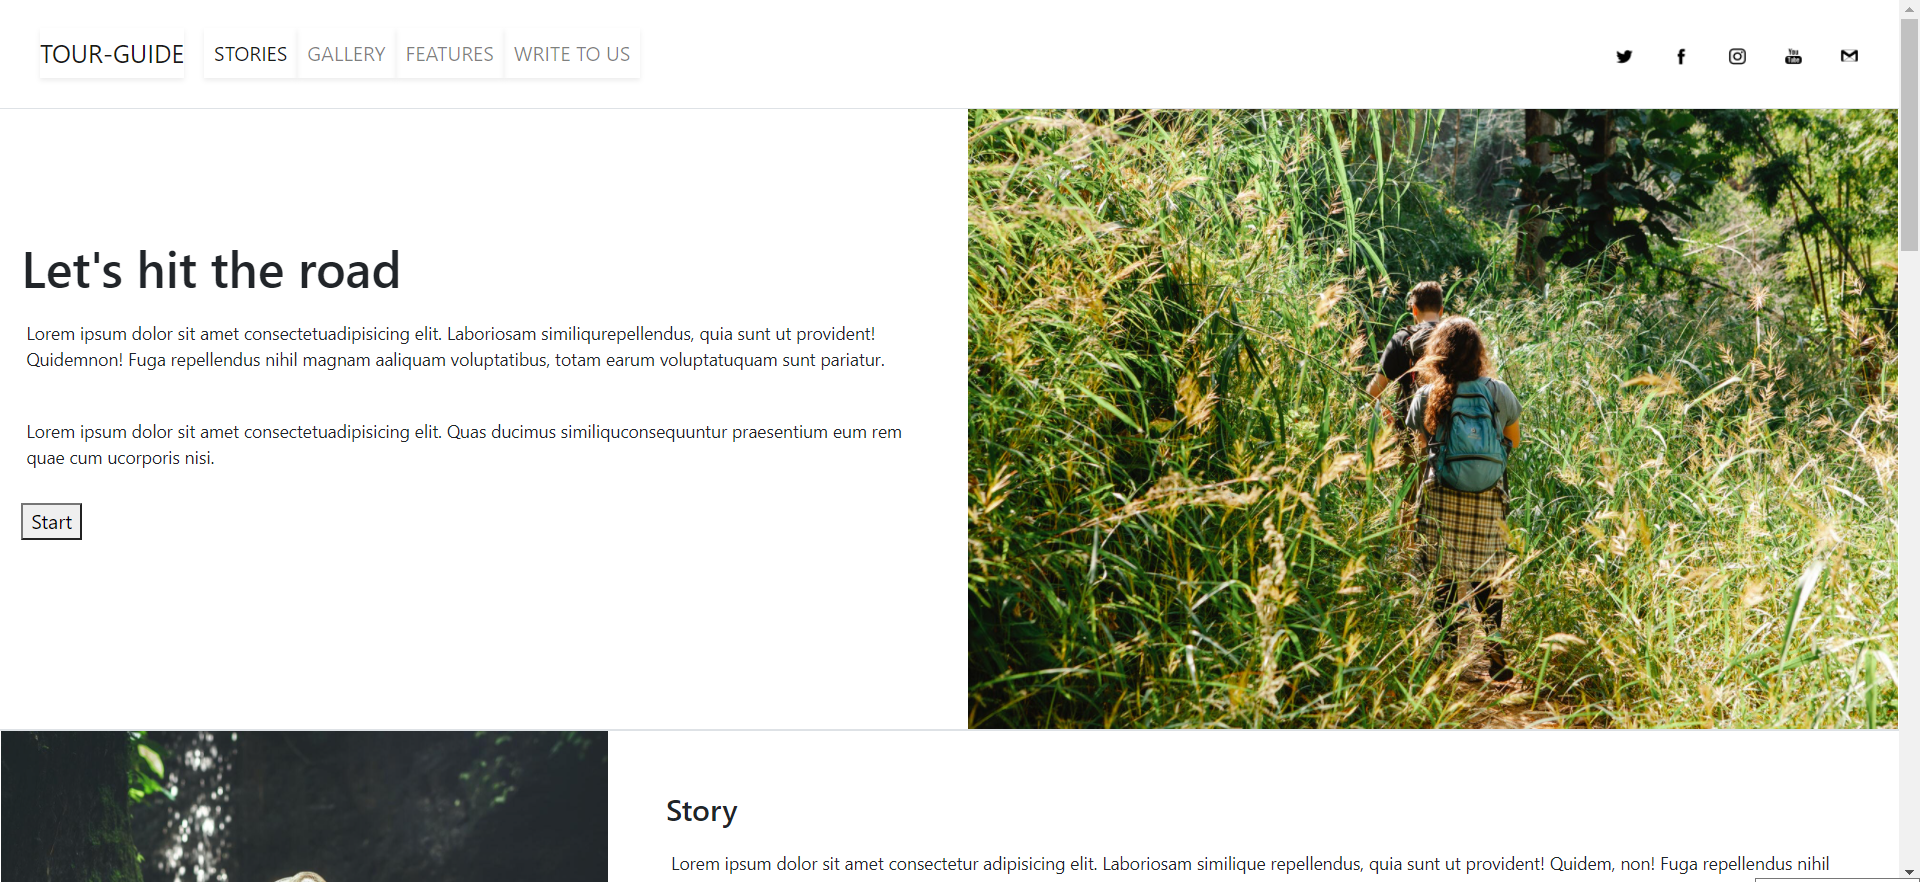 TOUR-GUIDE STORIES GALLERY FEATURES WRITE TO US
You Tube
Let's hit the road
Lorem ipsum dolor sit amet consectetuadipisicing elit. Laboriosam similiqurepellendus, quia sunt ut provident!
Quidemnon! Fuga repellendus nihil magnam aaliquam voluptatibus, totam earum voluptatuquam sunt pariatur.
Lorem ipsum dolor sit amet consectetuadipisicing elit. Quas ducimus similiquconsequuntur praesentium eum rem
quae cum ucorporis nisi.
Start
Story
Lorem ipsum dolor sit amet consectetur adipisicing elit. Laboriosam similique repellendus, quia sunt ut provident! Quidem, non! Fuga repellendus nihil